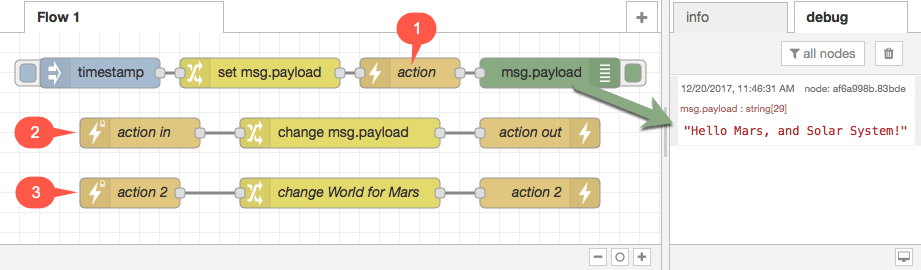 Flow 1
info
debug
1
all nodes
timestamp
set msg.payload
action
msg.payload
12/20/2017, 11:46:31 AM node: af6a998b.83bde
msg.payload : string[29]
"Hello Mars, and Solar System!"
2
action in
change msg.payload
action out
3
action 2
change World for Mars
action 2